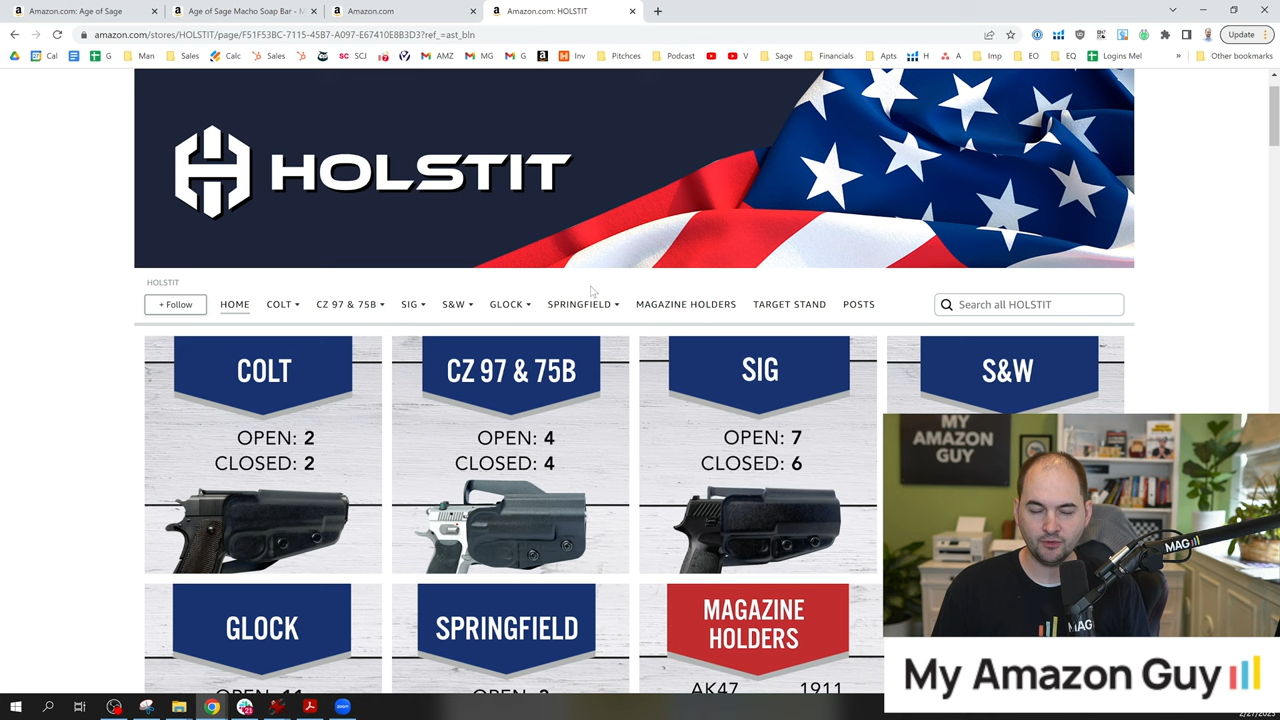 Amazon.com: Age of Sage
Age of Sage Macho Soap Bar - M
Amazon.com
Amazon.com: HOLSTIT
amazon.com/stores/HOLSTIT/page/F51F53BC-7115-45B7-A097-E67410E8B3D3?ref_=ast_bln
Update
Cal
G
Man
Sales
Calc
Sales
SC
SCJ
AMZ
MG
G
Inv
Pitchces
Podcast
V
Sage
Financials
Apts
H
A
Imp
EO
EQ
Logins Mel
»
Other bookmarks
HOLSTIT
HOLSTIT
+ Follow
HOME
COLT
CZ 97 & 75B
SIG
S&W
GLOCK
SPRINGFIELD
MAGAZINE HOLDERS
TARGET STAND
POSTS
Search all HOLSTIT
COLT
OPEN: 2
CLOSED: 2
CZ 97 & 75B
OPEN: 4
CLOSED: 4
SIG
OPEN: 7
CLOSED: 6
S&W
GLOCK
OPEN: 11
SPRINGFIELD
MAGAZINE
HOLDERS
AK47 1911
MY
AMAZON
GUY
MAG
MAG
My Amazon Guy
2/27/2023